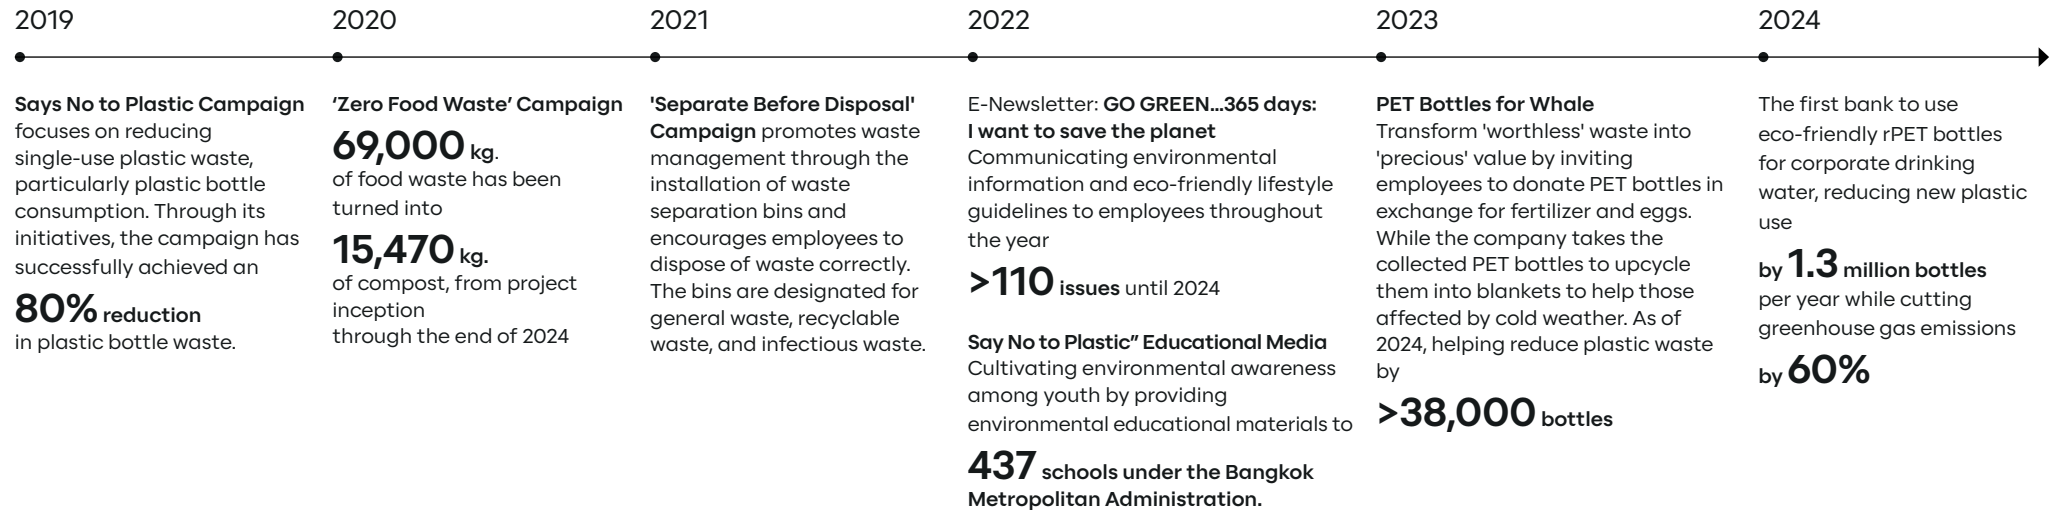 2019
Says No to Plastic Campaign
focuses on reducing
single-use plastic waste,
particularly plastic bottle
consumption. Through its
initiatives, the campaign has
successfully achieved an
80% reduction
in plastic bottle waste.
2020
‘Zero Food Waste’ Campaign
69,000 kg.
of food waste has been
turned into
15,470 kg.
of compost, from project
inception
through the end of 2024
2021
'Separate Before Disposal'
Campaign promotes waste
management through the
installation of waste
separation bins and
encourages employees to
dispose of waste correctly.
The bins are designated for
general waste, recyclable
waste, and infectious waste.
2022
E-Newsletter: GO GREEN...365 days:
I want to save the planet
Communicating environmental
information and eco-friendly lifestyle
guidelines to employees throughout
the year
>110 issues until 2024
Say No to Plastic” Educational Media
Cultivating environmental awareness
among youth by providing
environmental educational materials to
437 schools under the Bangkok
Metropolitan Administration.
2023
PET Bottles for Whale
Transform 'worthless' waste into
'precious' value by inviting
employees to donate PET bottles in
exchange for fertilizer and eggs.
While the company takes the
collected PET bottles to upcycle
them into blankets to help those
affected by cold weather. As of
2024, helping reduce plastic waste
by
>38,000 bottles
2024
The first bank to use
eco-friendly rPET bottles
for corporate drinking
water, reducing new plastic
use
by 1.3 million bottles
per year while cutting
greenhouse gas emissions
by 60%